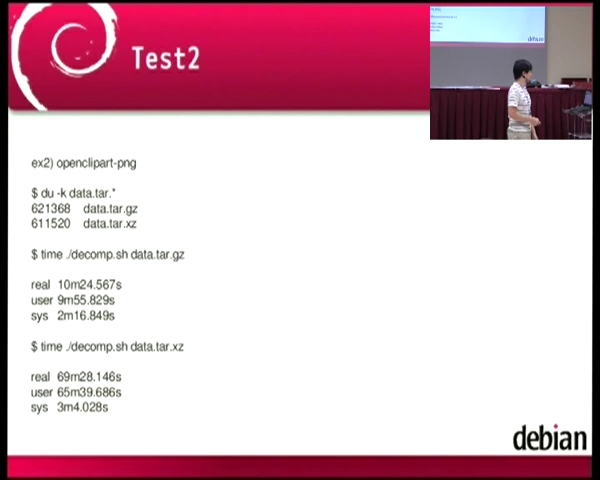 Test2
debian
ex2) openclipart-png
$ du -k data.tar.*
621368 data.tar.gz
611520 data.tar.xz
$ time ./decomp.sh data.tar.gz
real 10m24.567s
user 9m55.829s
sys 2m16.849s
$ time ./decomp.sh data.tar.xz
real 69m28.146s
user 65m39.686s
sys 3m4.028s
debian